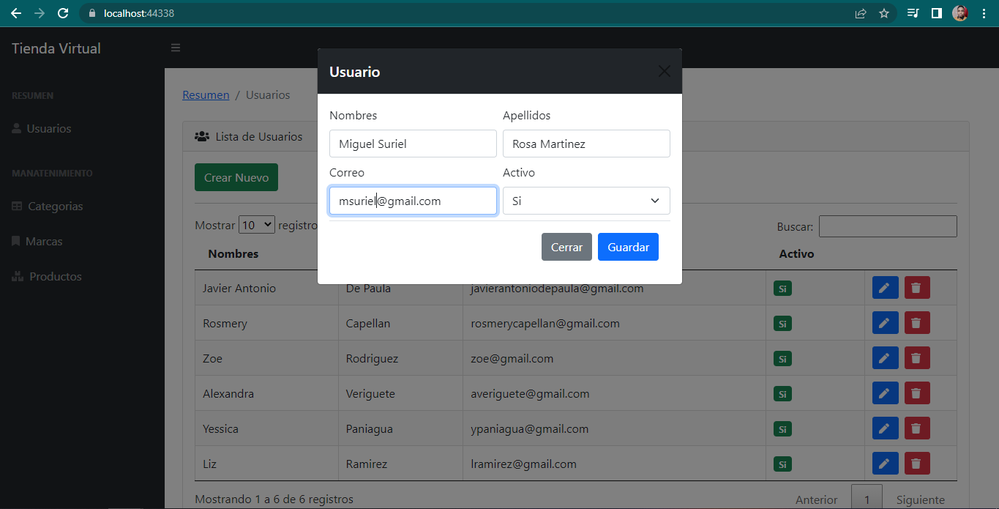 localhost:44338
Tienda Virtual
RESUMEN
Usuarios
MANATENIMIENTO
Categorias
Marcas
Productos
Resumen / Usuarios
Lista de Usuarios
Crear Nuevo
Mostrar 10 registro
Buscar:
Usuario
Nombres Apellidos
Miguel Suriel Rosa Martinez
Correo Activo
msuriel@gmail.com Si
Cerrar Guardar
Nombres Activo
Javier Antonio De Paula javierantoniodepaula@gmail.com Si
Rosmery Capellan rosmerycapellan@gmail.com Si
Zoe Rodriguez zoe@gmail.com Si
Alexandra Veriguete averiguete@gmail.com Si
Yessica Paniagua ypaniagua@gmail.com Si
Liz Ramirez lramirez@gmail.com Si
Mostrando 1 a 6 de 6 registros
Anterior 1 Siguiente